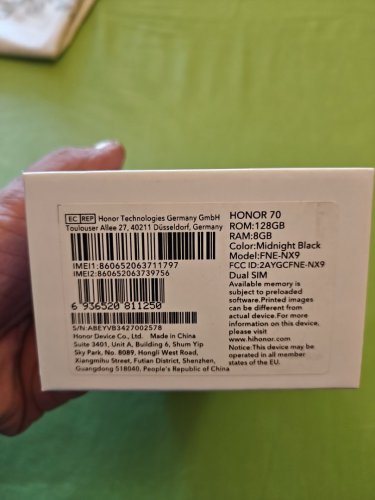 EC REP Honor Technologies Germany GmbH
Toulouser Allee 27, 40211 Düsseldorf, Germany
IMEI1:860652063711797
IMEI2:860652063739756
6 936520 811250
S/N:ABEYVB3427002578
Honor Device Co., Ltd. Made in China
Suite 3401, Unit A, Building 6, Shum Yip
Sky Park, No. 8089, Hongli West Road,
Xiangmihu Street, Futian District, Shenzhen,
Guangdong 518040, People's Republic of China
HONOR 70
ROM:128GB
RAM:8GB
Color:Midnight Black
Model:FNE-NX9
FCC ID:2AYGCFNE-NX9
Dual SIM
Available memory is
subject to preloaded
software.Printed images
can be different from
actual device.For more
information on this device,
please visit
www.hihonor.com
Notice:This device may be
operated in all member
states of the EU.